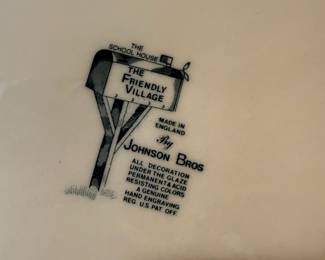 THE
SCHOOL HOUSE
THE
FRIENDLY
VILLAGE
MADE IN
ENGLAND
By
JOHNSON BROS
ALL DECORATION
UNDER THE GLAZE
PERMANENT & ACID
RESISTING COLORS
A GENUINE
HAND ENGRAVING
REG. U.S. PAT. OFF.